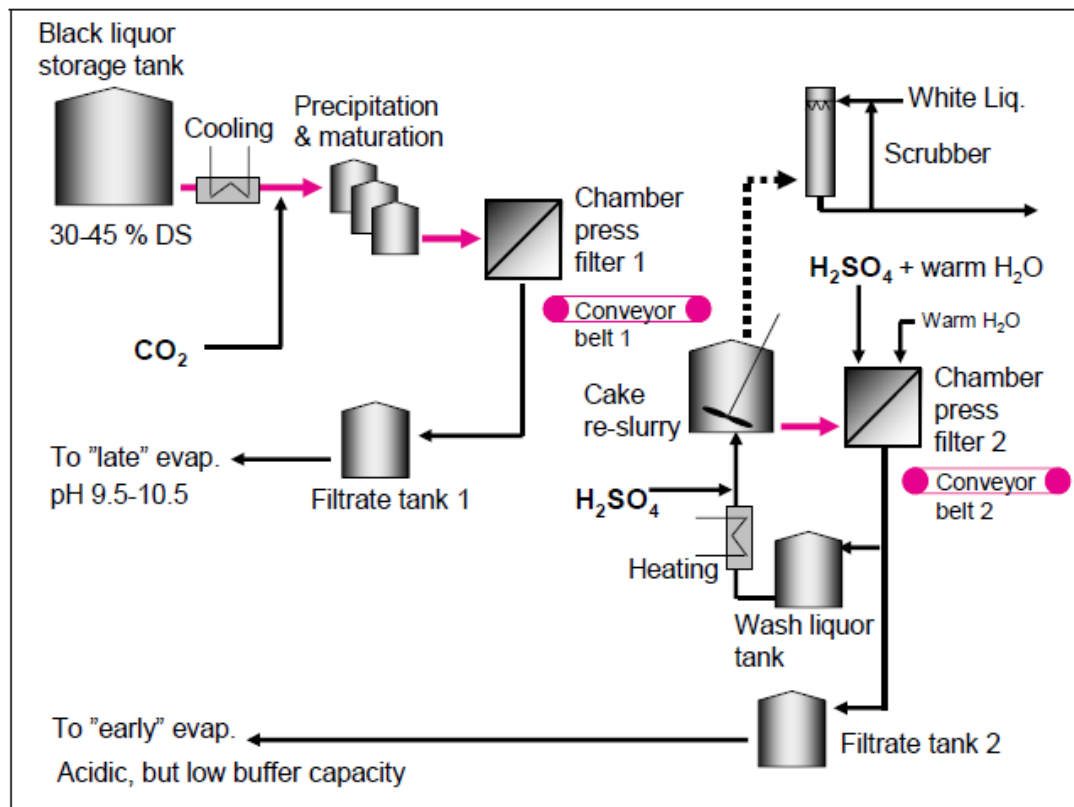 Black liquor
storage tank
Cooling
Precipitation
& maturation
30-45 % DS
CO₂
Chamber
press
filter 1
Conveyor
belt 1
White Liq.
Scrubber
H₂SO₄ + warm H₂O
Warm H₂O
Cake
re-slurry
Chamber
press
filter 2
Conveyor
belt 2
To ”late” evap.
pH 9.5-10.5
Filtrate tank 1
H₂SO₄
Heating
Wash liquor
tank
To ”early” evap.
Acidic, but low buffer capacity
Filtrate tank 2